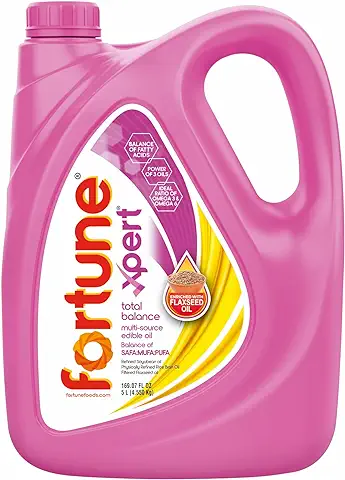 BALANCE OF FATTY ACIDS
POWER OF 3 OILS
IDEAL RATIO OF OMEGA 3 & OMEGA 6
fortune®
xpert®
total
balance
multi-source
edible oil
Balance of
SAFA:MUFA:PUFA
Refined Soyabean oil
Physically Refined Rice Bran Oil
Filtered Flaxseed oil
169.07 FL OZ
5 L (4.550 Kg)
ENRICHED WITH
FLAXSEED
OIL
fortunefoods.com